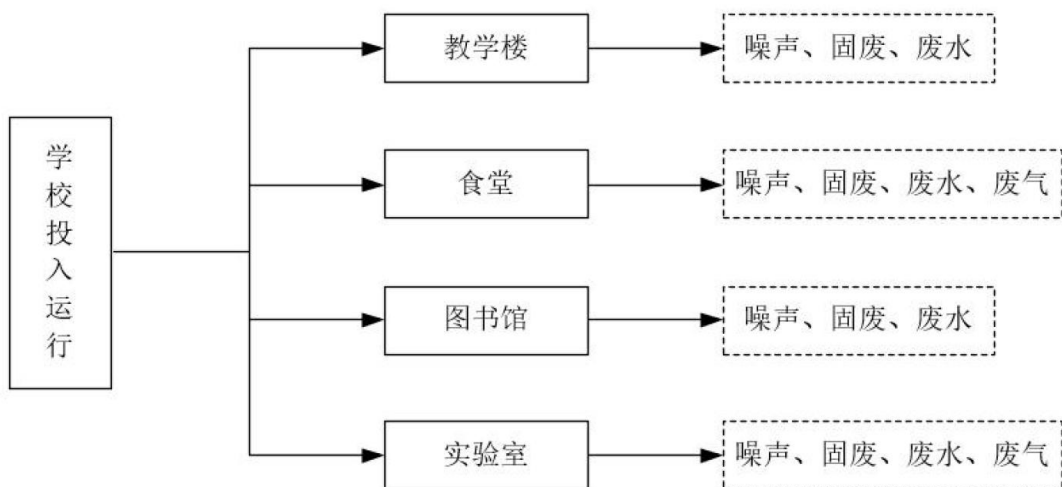 学校投入运行
教学楼
噪声、固废、废水
食堂
噪声、固废、废水、废气
图书馆
噪声、固废、废水
实验室
噪声、固废、废水、废气